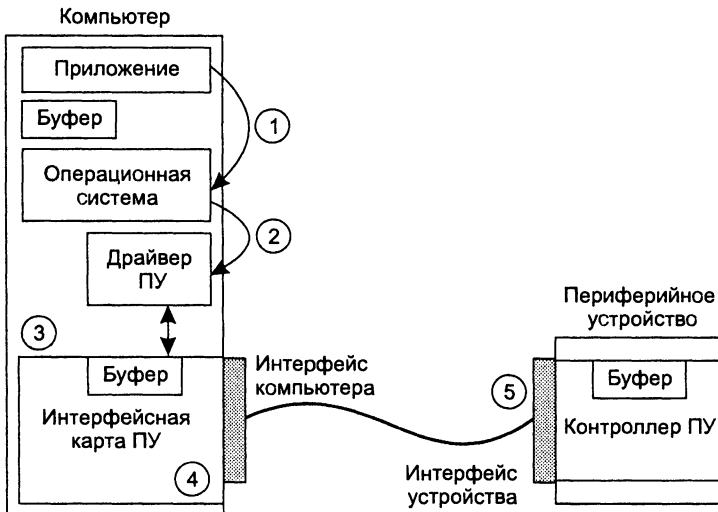 Компьютер
Приложение
Буфер
1
Операционная
система
2
Драйвер
ПУ
3
Буфер
Интерфейсная
карта ПУ
4
Интерфейс
компьютера
Периферийное
устройство
5
Буфер
Контроллер ПУ
Интерфейс
устройства